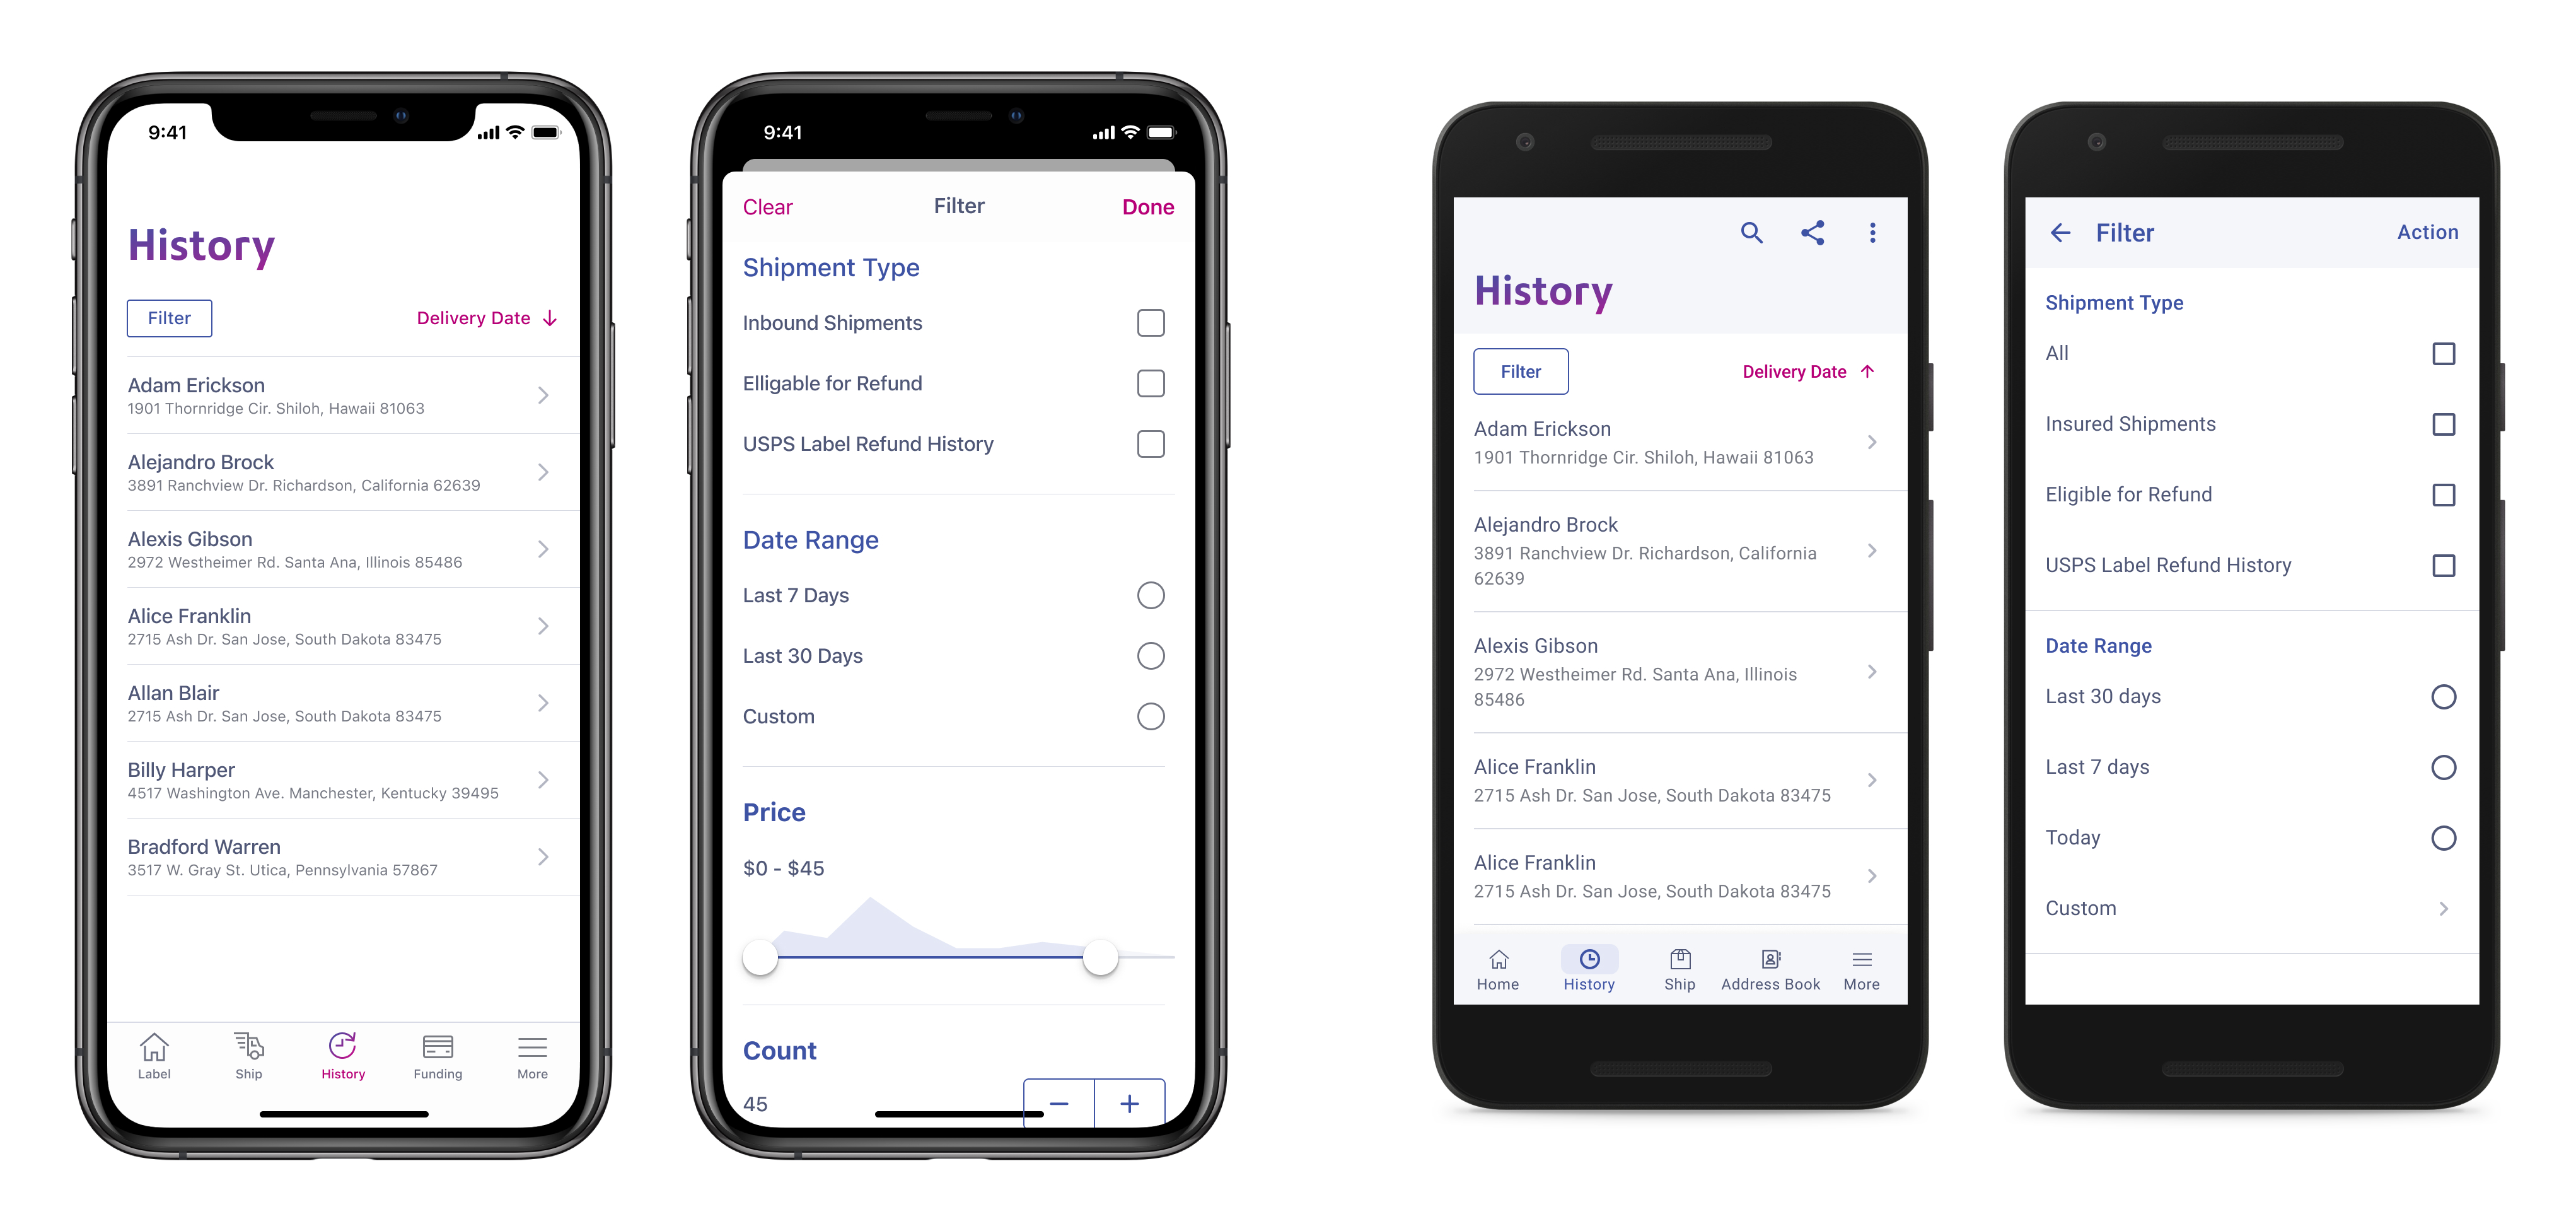 9:41
History
Filter
Delivery Date
Adam Erickson
1901 Thornridge Cir. Shiloh, Hawaii 81063
Alejandro Brock
3891 Ranchview Dr. Richardson, California 62639
Alexis Gibson
2972 Westheimer Rd. Santa Ana, Illinois 85486
Alice Franklin
2715 Ash Dr. San Jose, South Dakota 83475
Allan Blair
2715 Ash Dr. San Jose, South Dakota 83475
Billy Harper
4517 Washington Ave. Manchester, Kentucky 39495
Bradford Warren
3517 W. Gray St. Utica, Pennsylvania 57867
Label
Ship
History
Funding
More
9:41
Clear
Filter
Done
Shipment Type
Inbound Shipments
Elligable for Refund
USPS Label Refund History
Date Range
Last 7 Days
Last 30 Days
Custom
Price
$0 - $45
Count
45
History
Filter
Delivery Date
Adam Erickson
1901 Thornridge Cir. Shiloh, Hawaii 81063
Alejandro Brock
3891 Ranchview Dr. Richardson, California
62639
Alexis Gibson
2972 Westheimer Rd. Santa Ana, Illinois
85486
Alice Franklin
2715 Ash Dr. San Jose, South Dakota 83475
Alice Franklin
2715 Ash Dr. San Jose, South Dakota 83475
Home
History
Ship
Address Book
More
Filter
Action
Shipment Type
All
Insured Shipments
Eligible for Refund
USPS Label Refund History
Date Range
Last 30 days
Last 7 days
Today
Custom